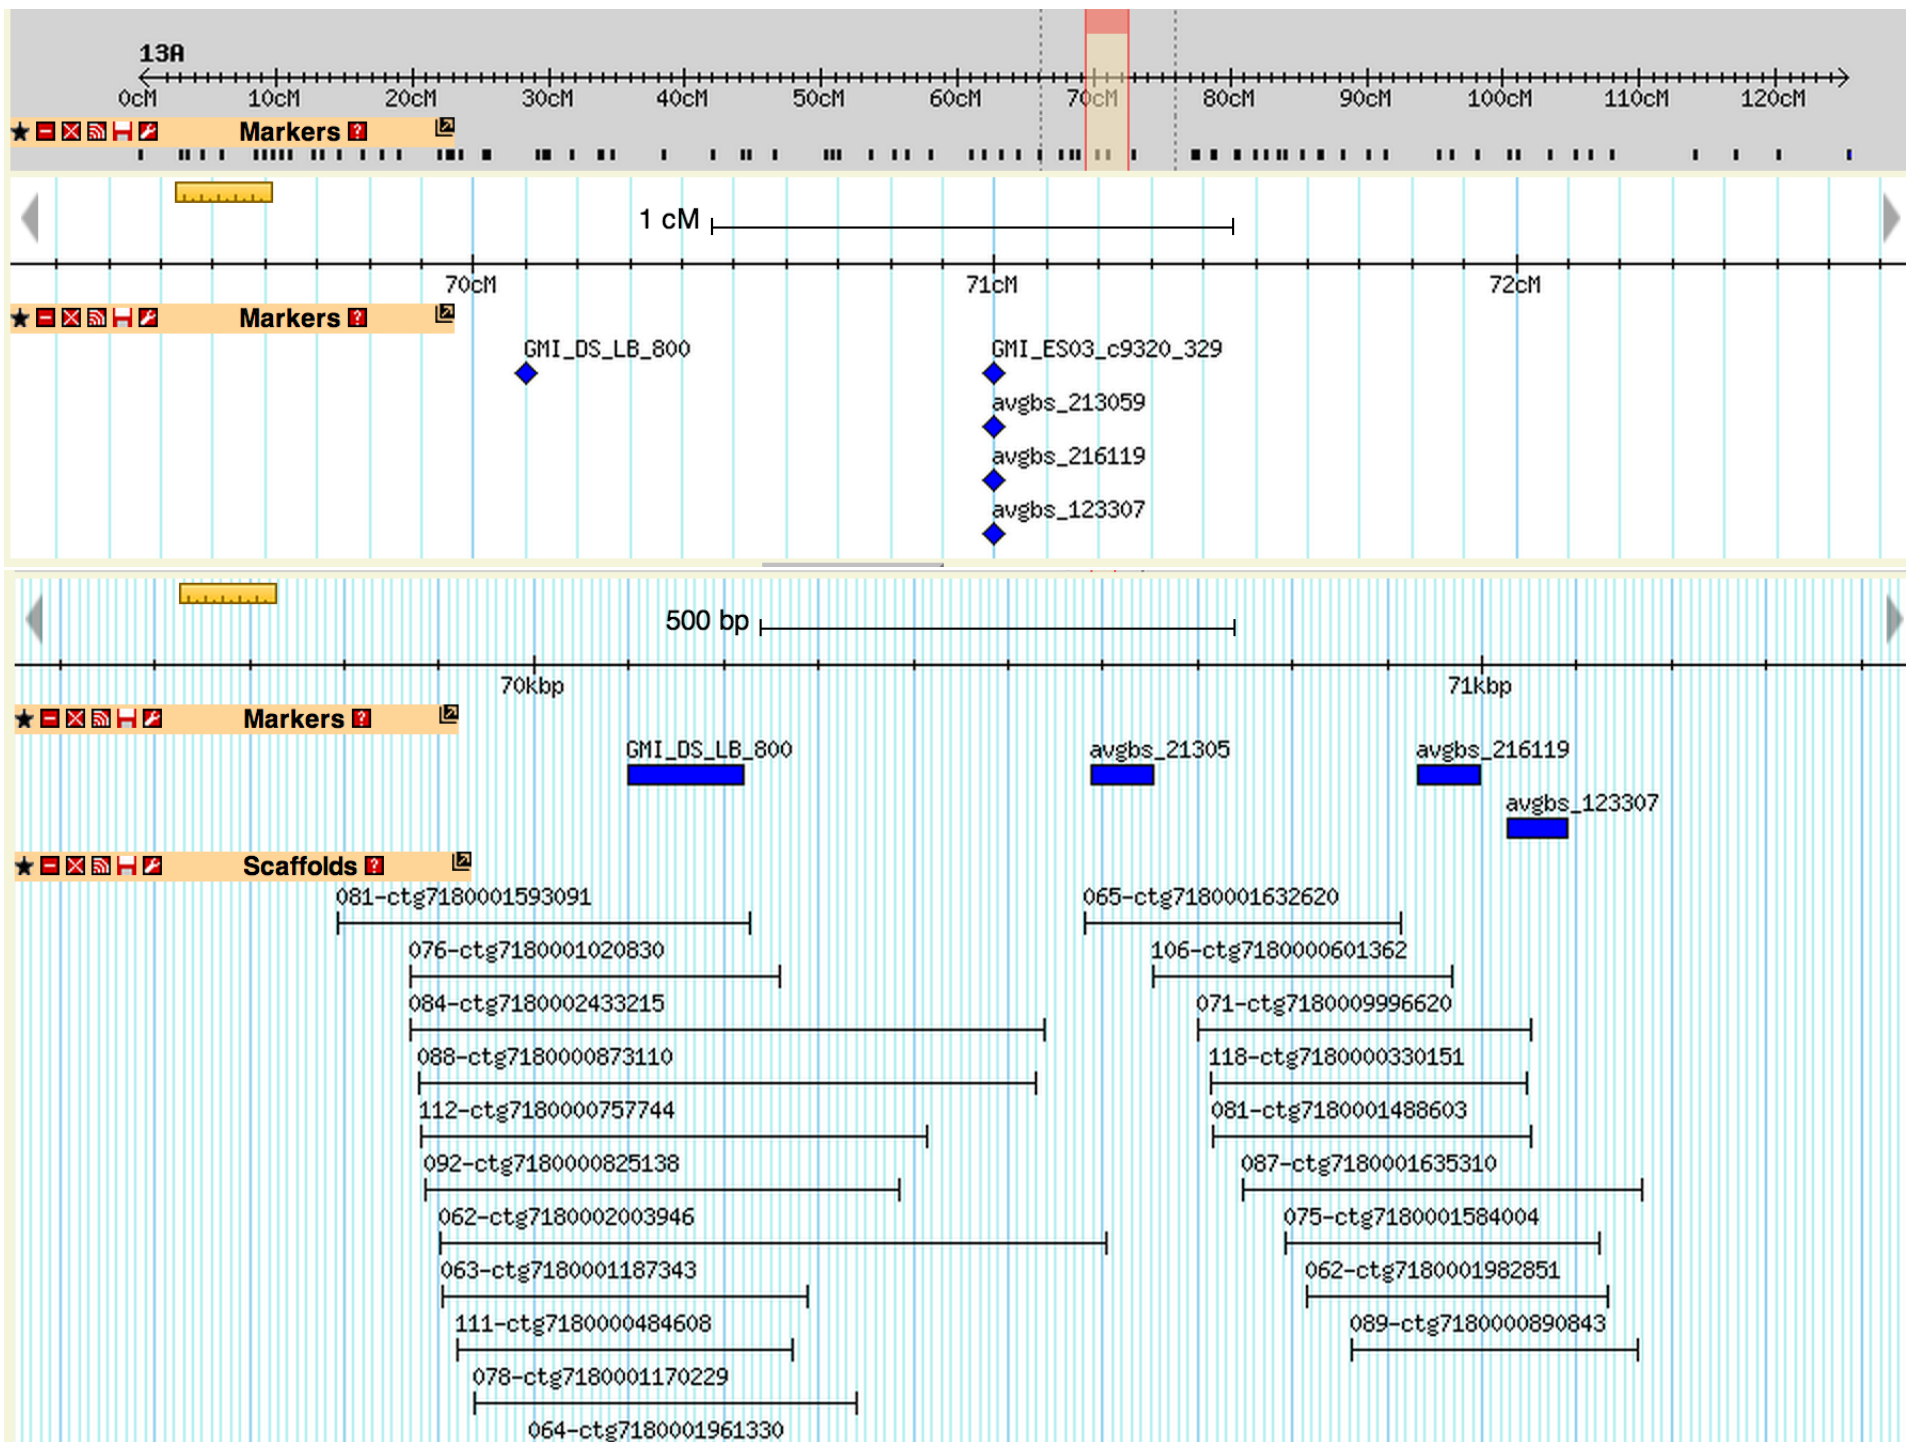 13A
0cM 10cM 20cM 30cM 40cM 50cM 60cM 70cM 80cM 90cM 100cM 110cM 120cM
Markers ?
1 cM
70cM 71cM 72cM
Markers ?
GMI_DS_LB_800 GMI_ES03_c9320_329
avgbs_213059
avgbs_216119
avgbs_123307
500 bp
70kbp 71kbp
Markers ?
GMI_DS_LB_800 avgbs_21305 avgbs_216119
avgbs_123307
Scaffolds ?
081-ctg7180001593091 065-ctg7180001632620
076-ctg7180001020830 106-ctg7180000601362
084-ctg7180002433215 071-ctg7180009996620
088-ctg7180000873110 118-ctg7180000330151
112-ctg7180000757744 081-ctg7180001488603
092-ctg7180000825138 087-ctg7180001635310
062-ctg7180002003946 075-ctg7180001584004
063-ctg7180001187343 062-ctg7180001982851
111-ctg7180000484608 089-ctg7180000890843
078-ctg7180001170229
064-ctg7180001961330